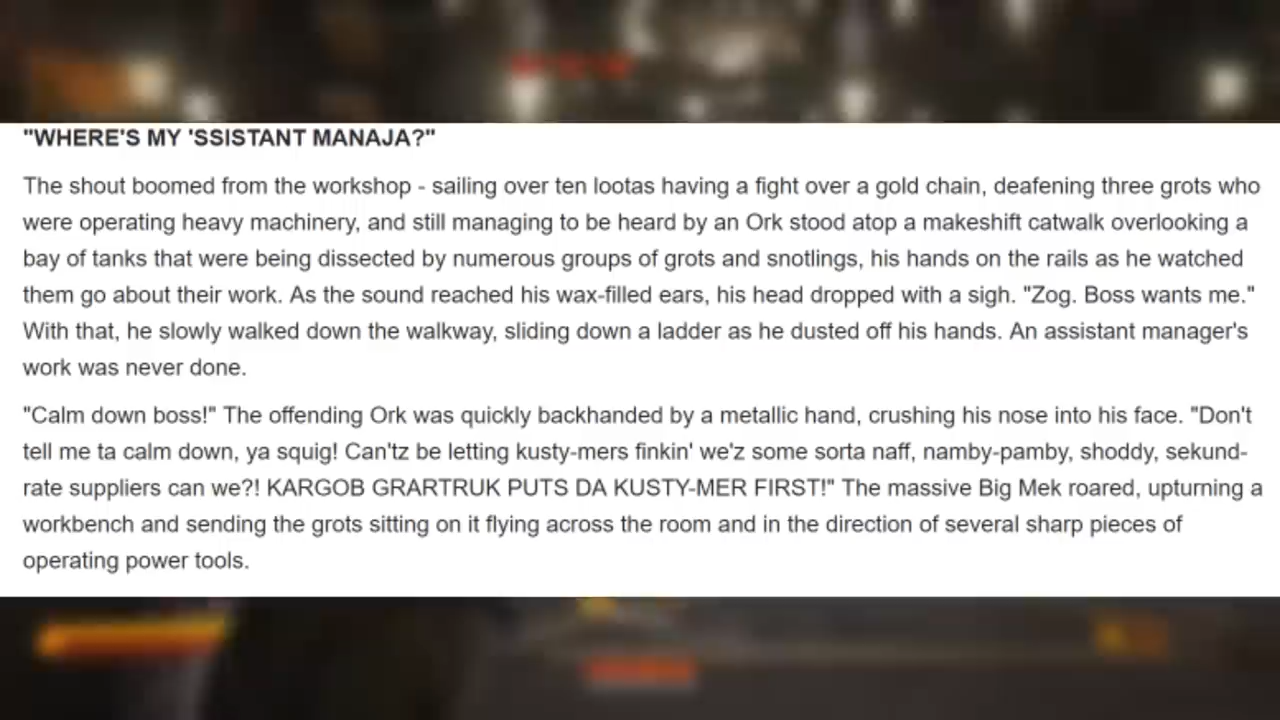 "WHERE'S MY 'SSISTANT MANAJA?"
The shout boomed from the workshop - sailing over ten lootas having a fight over a gold chain, deafening three grots who
were operating heavy machinery, and still managing to be heard by an Ork stood atop a makeshift catwalk overlooking a
bay of tanks that were being dissected by numerous groups of grots and snotlings, his hands on the rails as he watched
them go about their work. As the sound reached his wax-filled ears, his head dropped with a sigh. "Zog. Boss wants me."
With that, he slowly walked down the walkway, sliding down a ladder as he dusted off his hands. An assistant manager's
work was never done.
"Calm down boss!" The offending Ork was quickly backhanded by a metallic hand, crushing his nose into his face. "Don't
tell me ta calm down, ya squig! Can'tz be letting kusty-mers finkin' we'z some sorta naff, namby-pamby, shoddy, sekund-
rate suppliers can we?! KARGOB GRARTRUK PUTS DA KUSTY-MER FIRST!" The massive Big Mek roared, upturning a
workbench and sending the grots sitting on it flying across the room and in the direction of several sharp pieces of
operating power tools.